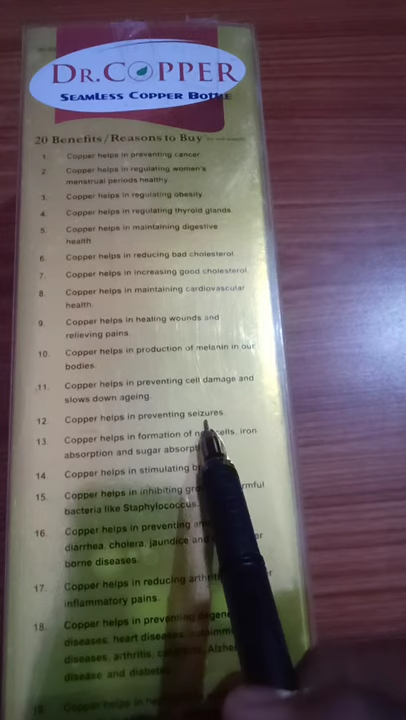 DR.COPPER
SEAMLESS COPPER BOTTLE
20 Benefits/Reasons to Buy
1. Copper helps in preventing cancer.
2. Copper helps in regulating women's
menstrual periods healthy.
3. Copper helps in regulating obesity.
4. Copper helps in regulating thyroid glands.
5. Copper helps in maintaining digestive
health.
6. Copper helps in reducing bad cholesterol.
7. Copper helps in increasing good cholesterol.
8. Copper helps in maintaining cardiovascular
health.
9. Copper helps in healing wounds and
relieving pains.
10. Copper helps in production of melanin in our
bodies.
11. Copper helps in preventing cell damage and
slows down ageing.
12. Copper helps in preventing seizures.
13. Copper helps in formation of cells, iron
absorption and sugar
14. Copper helps in stimulating
15. Copper helps in inhibiting
bacteria like Staphylococcus.
16. Copper helps in preventing
diarrhea, cholera, jaundice and
borne diseases.
17. Copper helps in reducing
inflammatory pains.
18. Copper helps in preventing
diseases, heart diseases,
diseases, arthritis,
disease and
Copper helps in